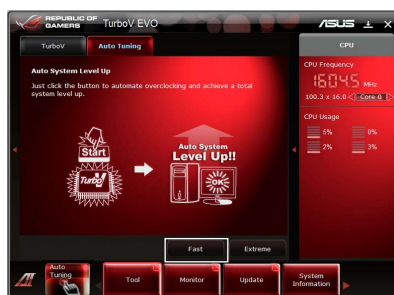 REPUBLIC OF
GAMERS
TurboV EVO
ASUS
TurboV
Auto Tuning
CPU
Auto System Level Up
Just click the button to automate overclocking and achieve a total
system level up.
Start
Turbo!
Auto System
Level Up!!
OK
CPU Frequency
1604.5 MHz
100.3 x 16.0
Core 0
CPU Usage
5%
0%
2%
3%
Fast
Extreme
Auto
Tuning
Tool
Monitor
Update
System
Information